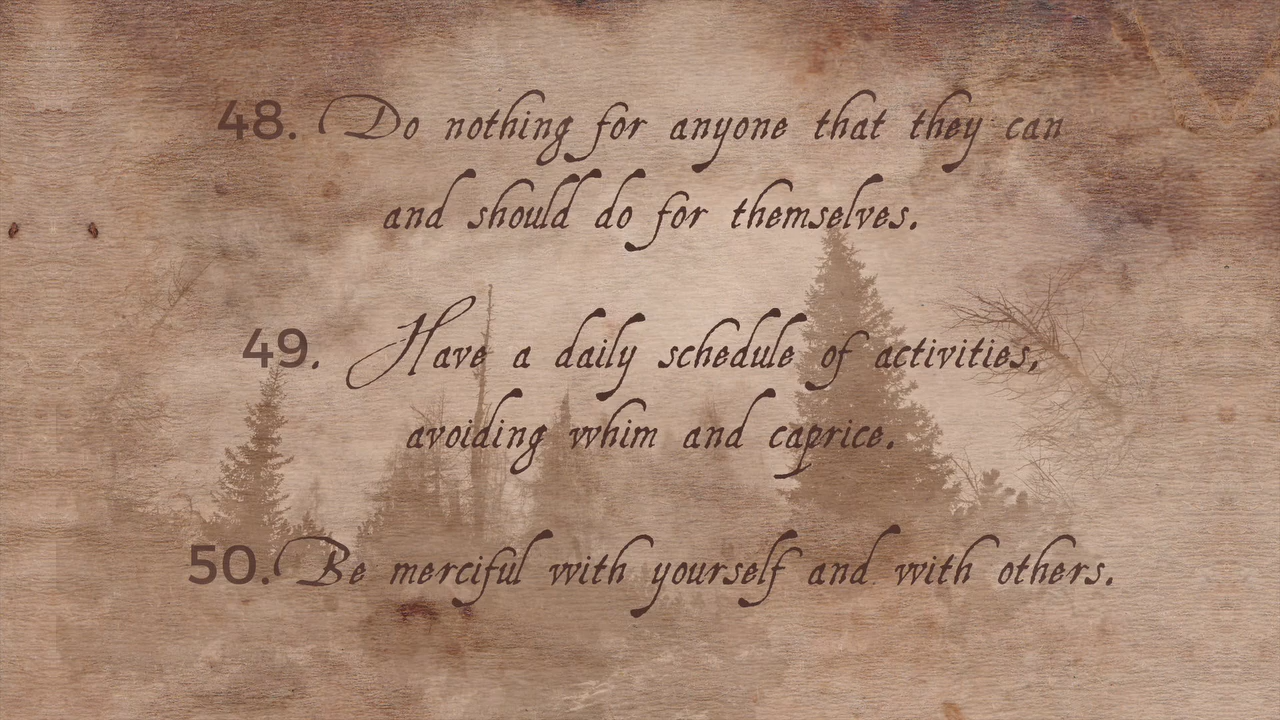 48. Do nothing for anyone that they can
and should do for themselves.
49. Have a daily schedule of activities,
avoiding whim and caprice.
50. Be merciful with yourself and with others.